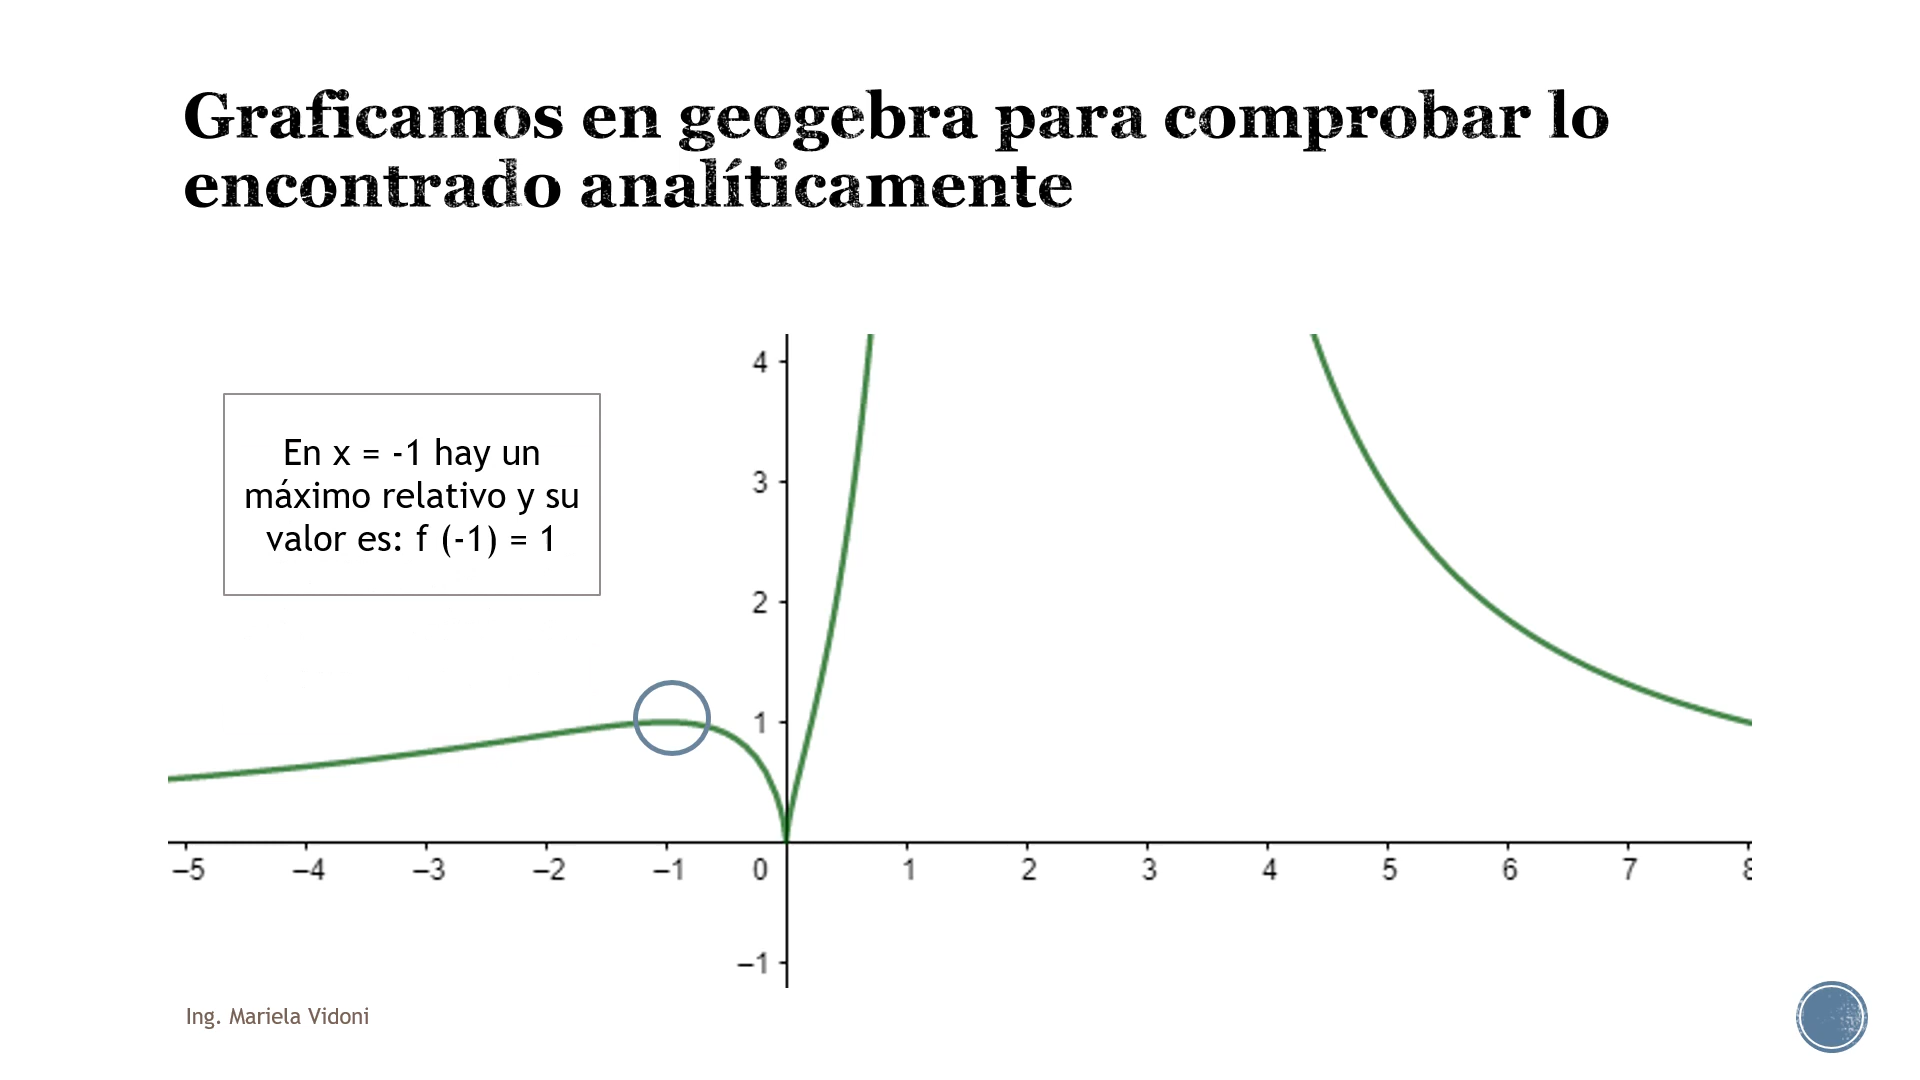 Graficamos en geogebra para comprobar lo
encontrado analíticamente
En x = -1 hay un
máximo relativo y su
valor es: f (-1) = 1
4
3
2
1
–5 –4 –3 –2 –1 0 1 2 3 4 5 6 7 8
–1
Ing. Mariela Vidoni